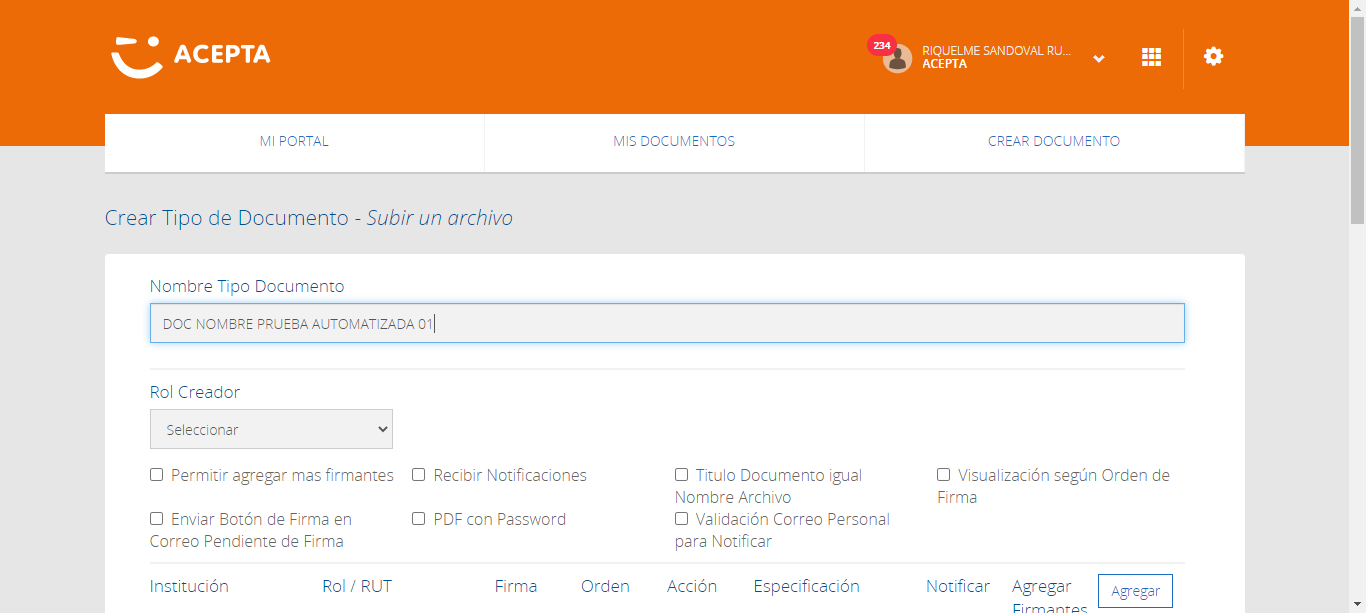 ACEPTA
234
RIQUELME SANDOVAL RU...
ACEPTA
MI PORTAL
MIS DOCUMENTOS
CREAR DOCUMENTO
Crear Tipo de Documento - Subir un archivo
Nombre Tipo Documento
DOC NOMBRE PRUEBA AUTOMATIZADA 01
Rol Creador
Seleccionar
Permitir agregar mas firmantes
Recibir Notificaciones
Titulo Documento igual
Nombre Archivo
Visualización según Orden de
Firma
Enviar Botón de Firma en
Correo Pendiente de Firma
PDF con Password
Validación Correo Personal
para Notificar
Institución
Rol / RUT
Firma
Orden
Acción
Especificación
Notificar
Agregar
Firmantes
Agregar